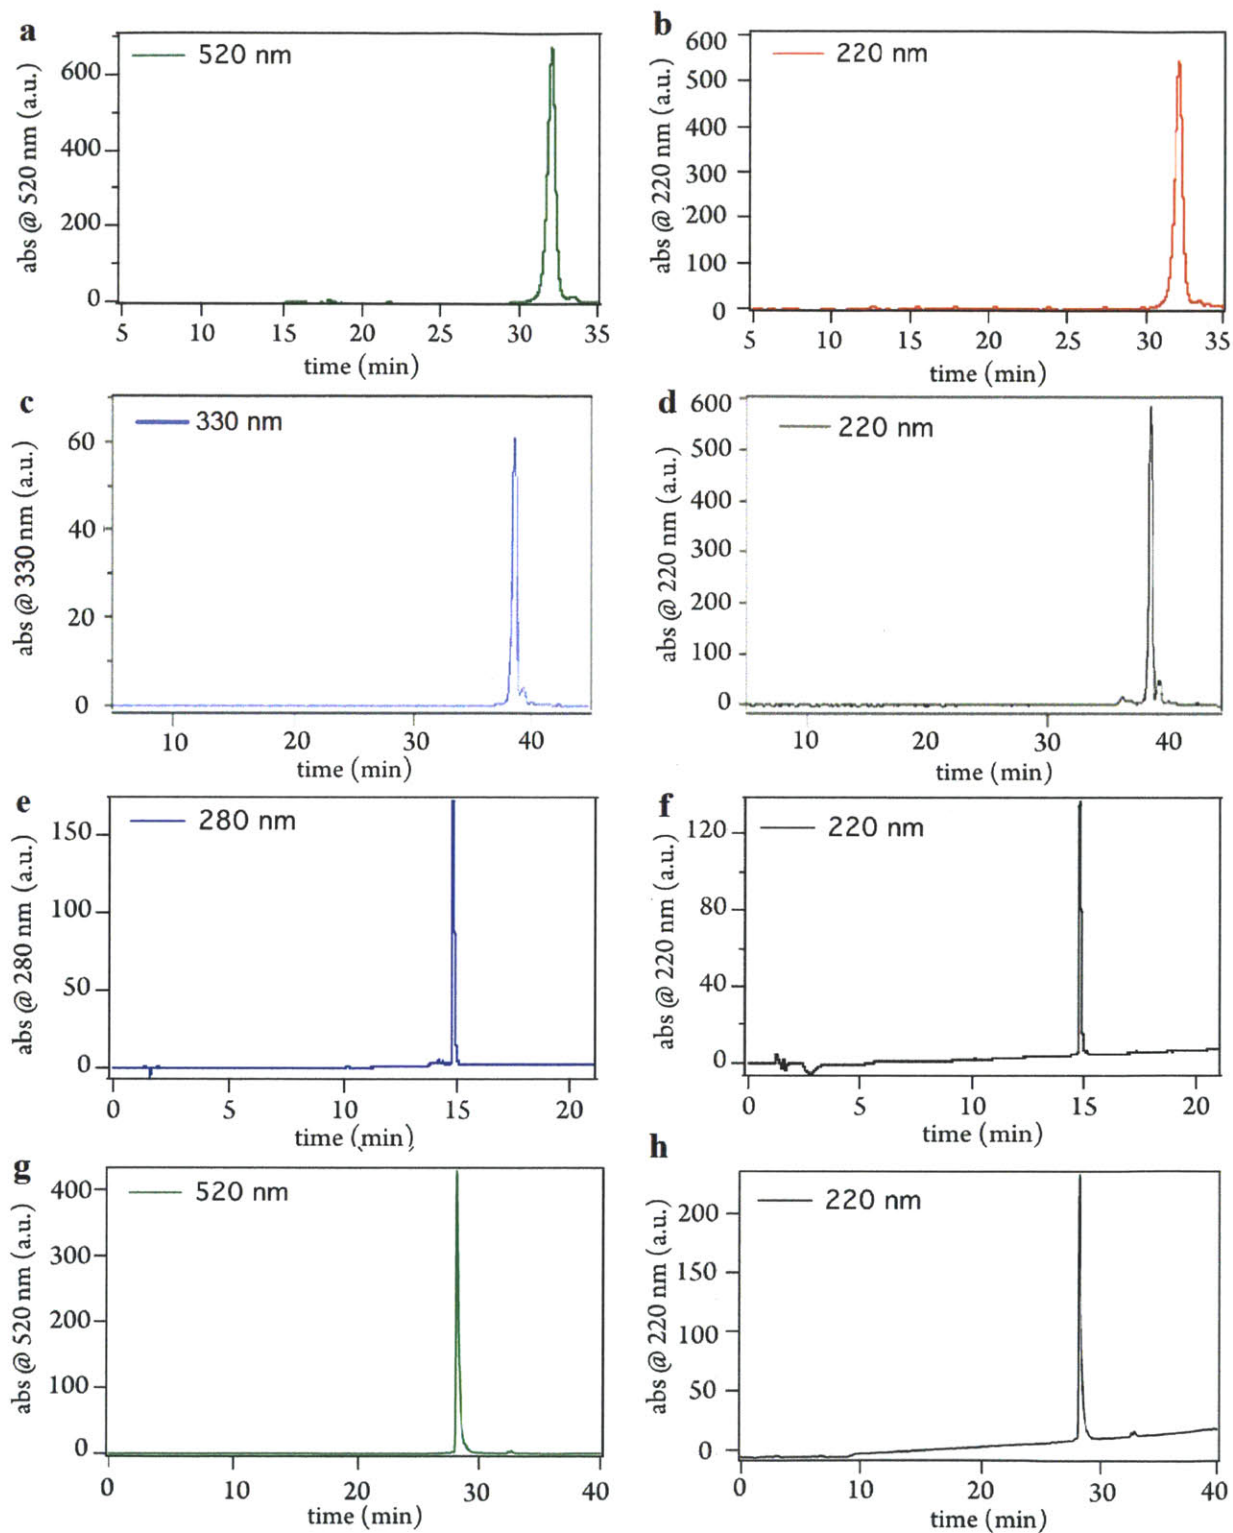 a
520 nm
abs @ 520 nm (a.u.)
600
400
200
0
5 10 15 20 25 30 35
time (min)
b
220 nm
abs @ 220 nm (a.u.)
600
500
400
300
200
100
0
5 10 15 20 25 30 35
time (min)
c
330 nm
abs @ 330 nm (a.u.)
60
40
20
0
10 20 30 40
time (min)
d
220 nm
abs @ 220 nm (a.u.)
600
500
400
300
200
100
0
10 20 30 40
time (min)
e
280 nm
abs @ 280 nm (a.u.)
150
100
50
0
0 5 10 15 20
time (min)
f
220 nm
abs @ 220 nm (a.u.)
120
80
40
0
0 5 10 15 20
time (min)
g
520 nm
abs @ 520 nm (a.u.)
400
300
200
100
0
0 10 20 30 40
time (min)
h
220 nm
abs @ 220 nm (a.u.)
200
150
100
50
0
0 10 20 30 40
time (min)